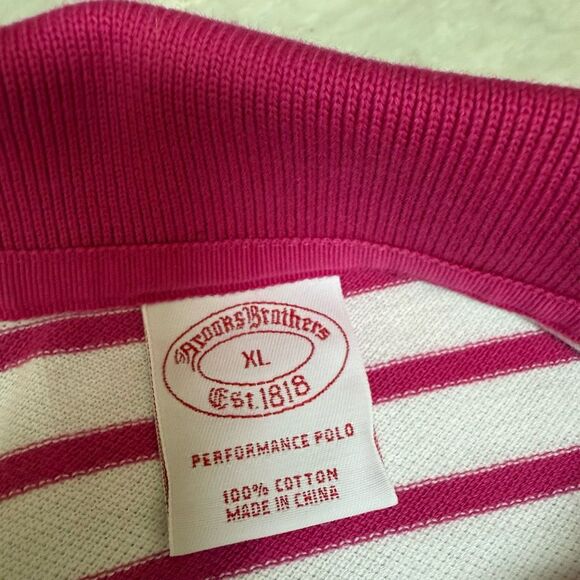 Brooks Brothers
XL
Est. 1818
PERFORMANCE POLO
100% COTTON
MADE IN CHINA